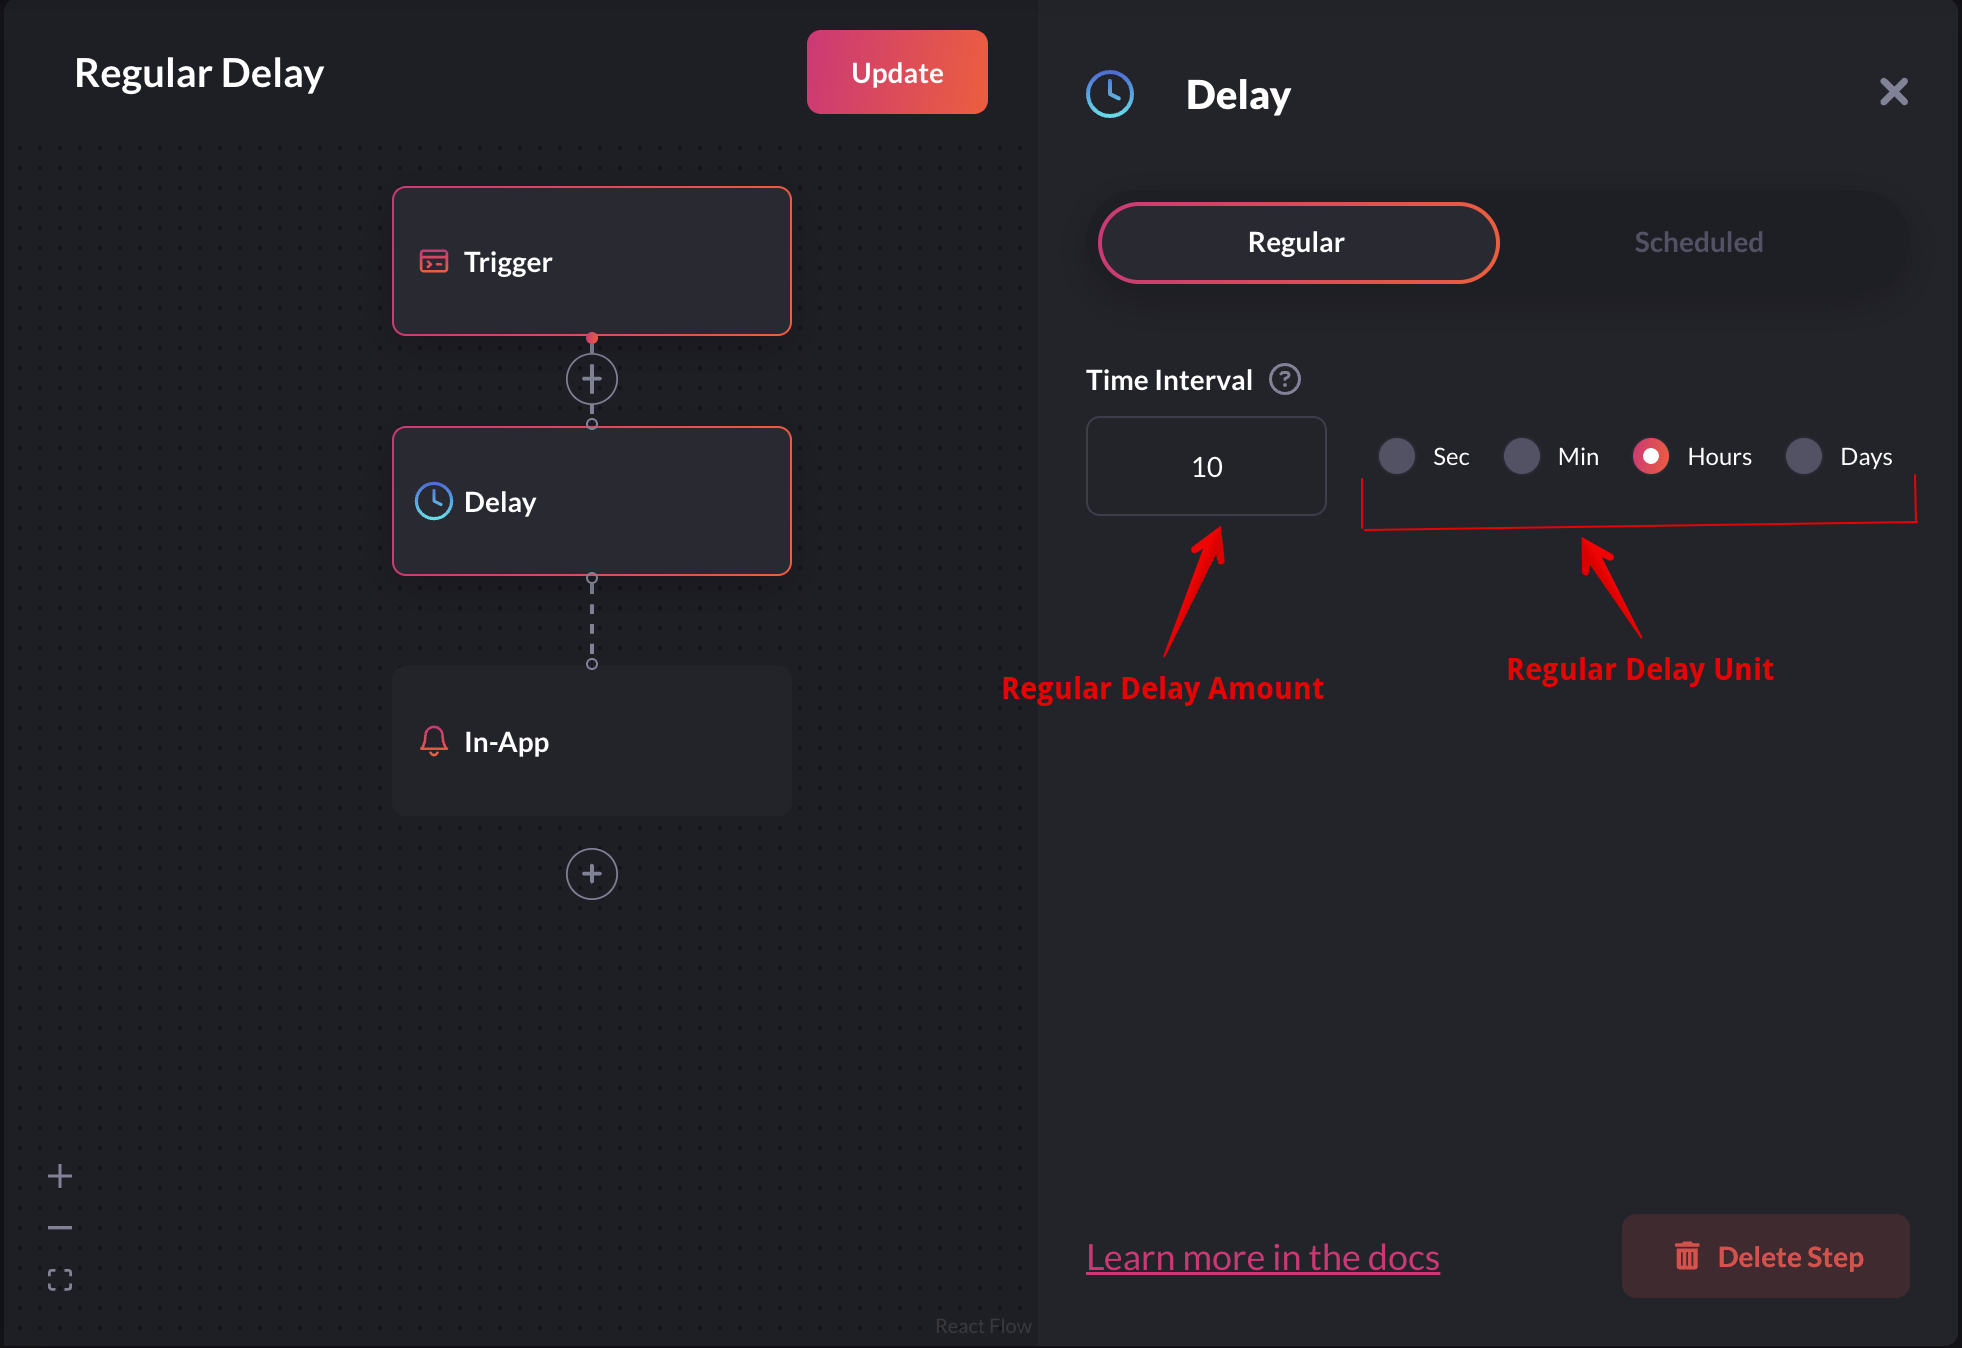 Regular Delay
Update
Trigger
Delay
In-App
React Flow
Delay
Regular
Scheduled
Time Interval ?
10
Sec
Min
Hours
Days
Regular Delay Amount
Regular Delay Unit
Learn more in the docs
Delete Step